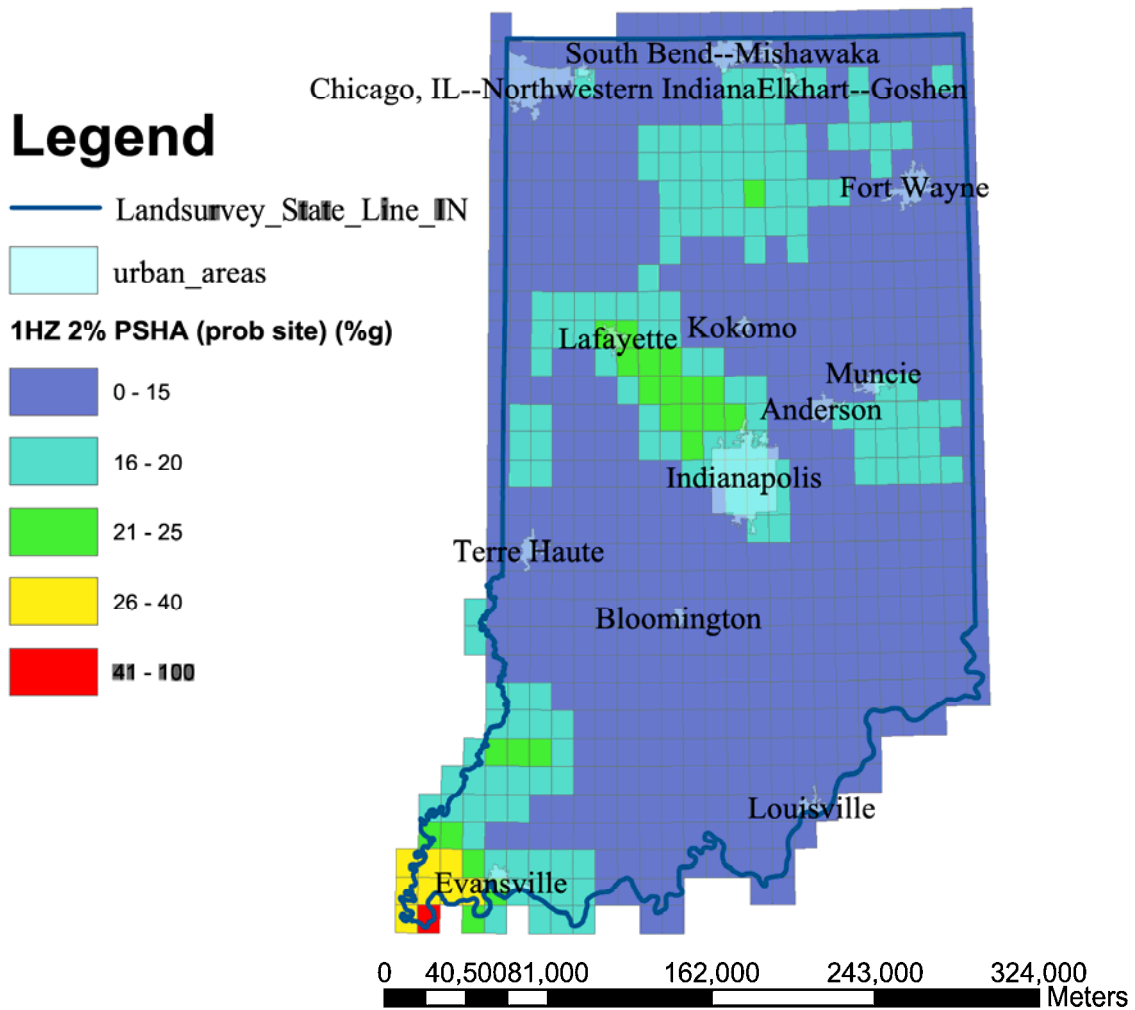 South Bend--Mishawaka
Chicago, IL--Northwestern IndianaElkhart--Goshen
Legend
Fort Wayne
Landsurvey_State_Line_IN
urban_areas
1HZ 2% PSHA (prob site) (%g)
Lafayette
Kokomo
0 - 15
Muncie
Anderson
16 - 20
Indianapolis
21 - 25
Terre Haute
26 - 40
Bloomington
41 - 100
Louisville
Evansville
0 40,50081,000 162,000 243,000 324,000
Meters